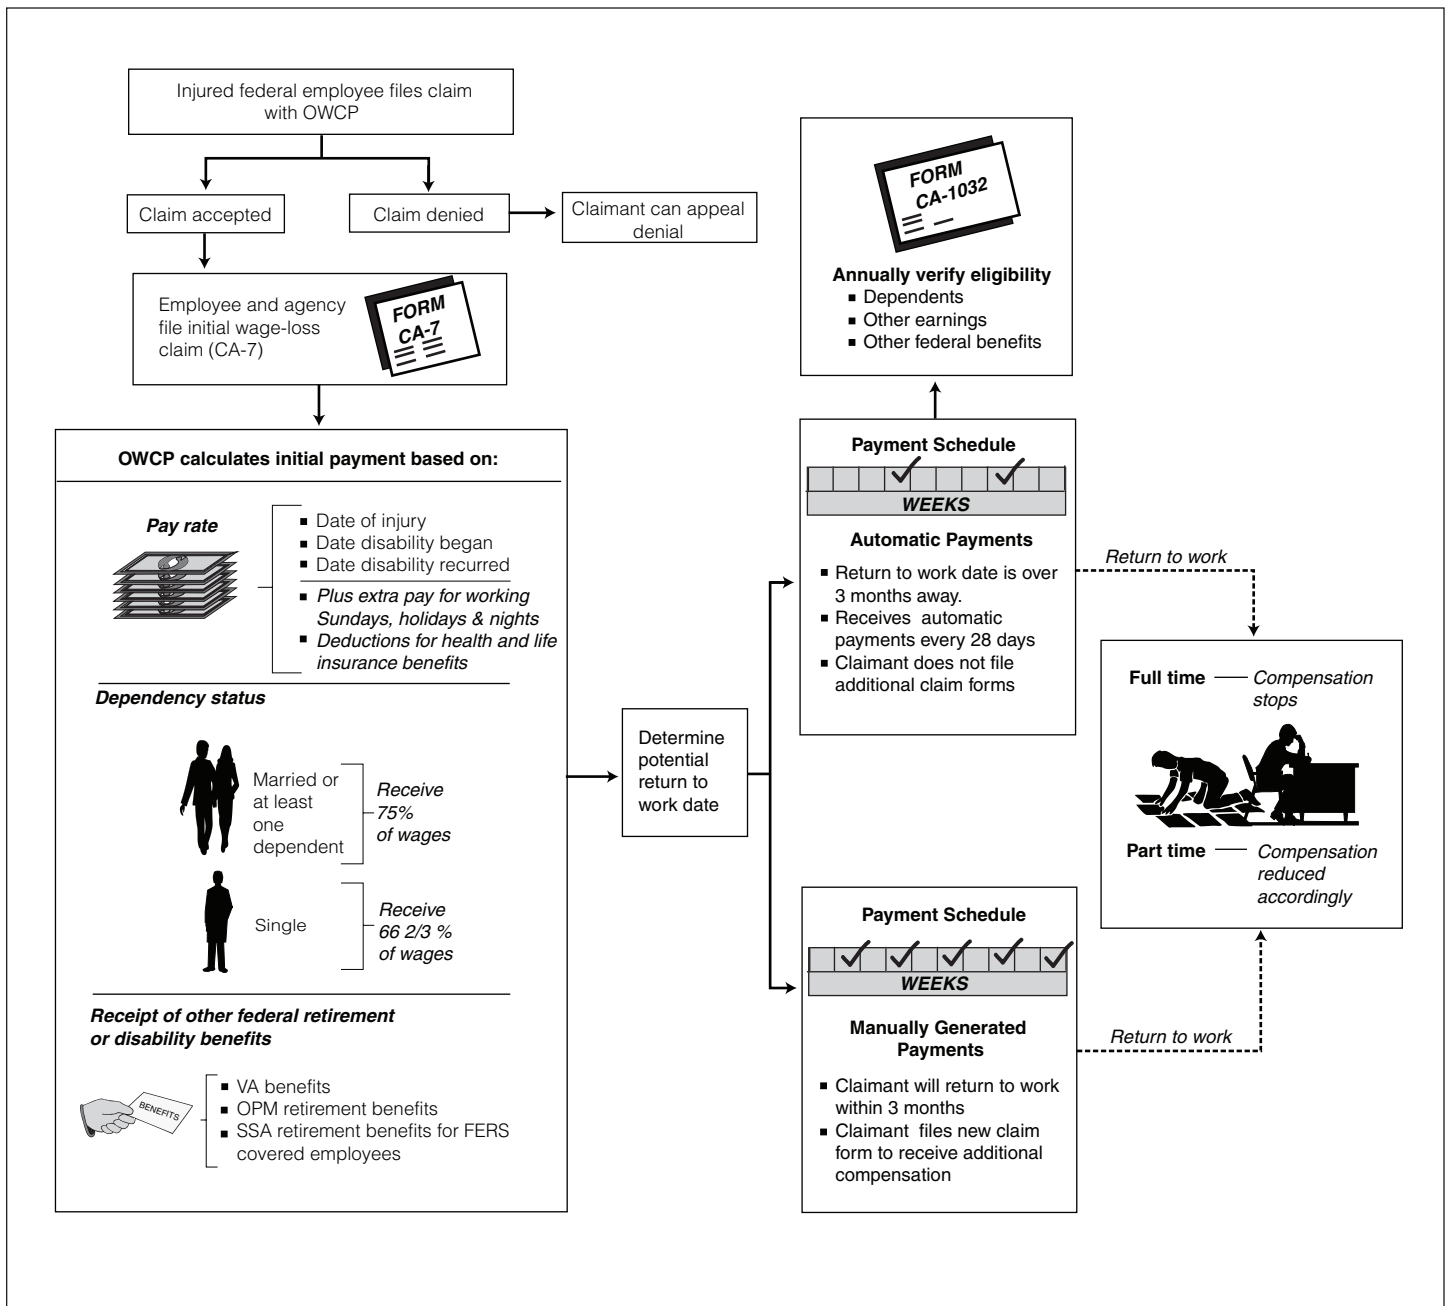 Injured federal employee files claim
with OWCP
Claim accepted
Claim denied
Claimant can appeal
denial
Employee and agency
file initial wage-loss
claim (CA-7)
FORM
CA-7
OWCP calculates initial payment based on:
Pay rate
Date of injury
Date disability began
Date disability recurred
Plus extra pay for working
Sundays, holidays & nights
Deductions for health and life
insurance benefits
Dependency status
Married or
at least
one
dependent
Receive
75%
of wages
Single
Receive
66 2/3 %
of wages
Receipt of other federal retirement
or disability benefits
BENEFITS
VA benefits
OPM retirement benefits
SSA retirement benefits for FERS
covered employees
Determine
potential
return to
work date
FORM
CA-1032
Annually verify eligibility
Dependents
Other earnings
Other federal benefits
Payment Schedule
WEEKS
Automatic Payments
Return to work date is over
3 months away.
Receives automatic
payments every 28 days
Claimant does not file
additional claim forms
Return to work
Payment Schedule
WEEKS
Manually Generated
Payments
Claimant will return to work
within 3 months
Claimant files new claim
form to receive additional
compensation
Return to work
Full time
Compensation
stops
Part time
Compensation
reduced
accordingly